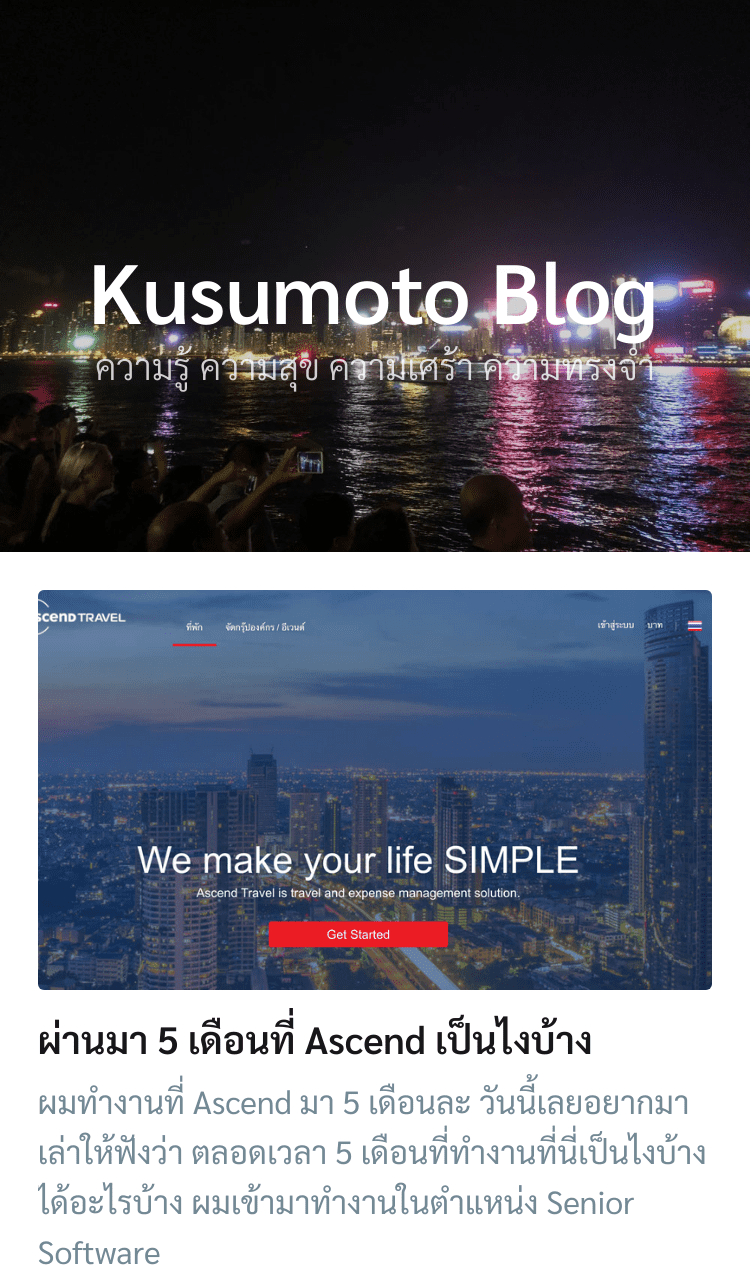 Kusumoto Blog
ความรู้ ความสุข ความเศร้า ความทรงจำ
scend TRAVEL
ที่พัก จัดกรุ๊ปองค์กร / อีเวนต์ เข้าสู่ระบบ บาท
We make your life SIMPLE
Ascend Travel is travel and expense management solution.
Get Started
ผ่านมา 5 เดือนที่ Ascend เป็นไงบ้าง
ผมทำงานที่ Ascend มา 5 เดือนละ วันนี้เลยอยากมา
เล่าให้ฟังว่า ตลอดเวลา 5 เดือนที่ทำงานที่นี่เป็นไงบ้าง
ได้อะไรบ้าง ผมเข้ามาทำงานในตำแหน่ง Senior
Software